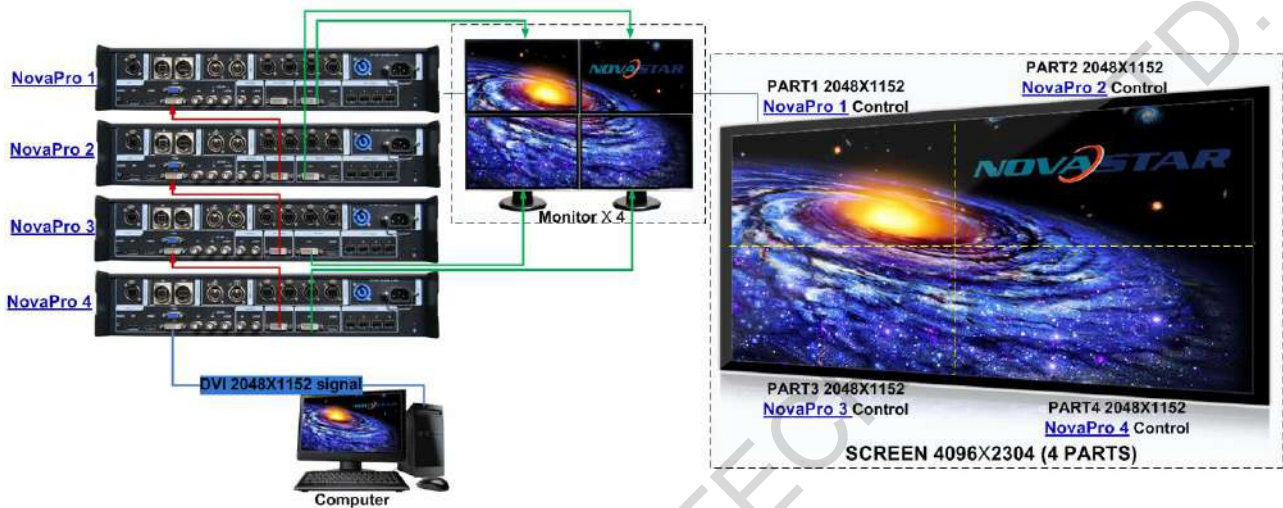 NovaPro 1
NovaPro 2
NovaPro 3
NovaPro 4
NOVASTAR
Monitor X 4
PART1 2048X1152
NovaPro 1 Control
PART2 2048X1152
NovaPro 2 Control
NOVASTAR
PART3 2048X1152
NovaPro 3 Control
PART4 2048X1152
NovaPro 4 Control
SCREEN 4096X2304 (4 PARTS)
DVI 2048X1152 signal
Computer
TECH
LTD.